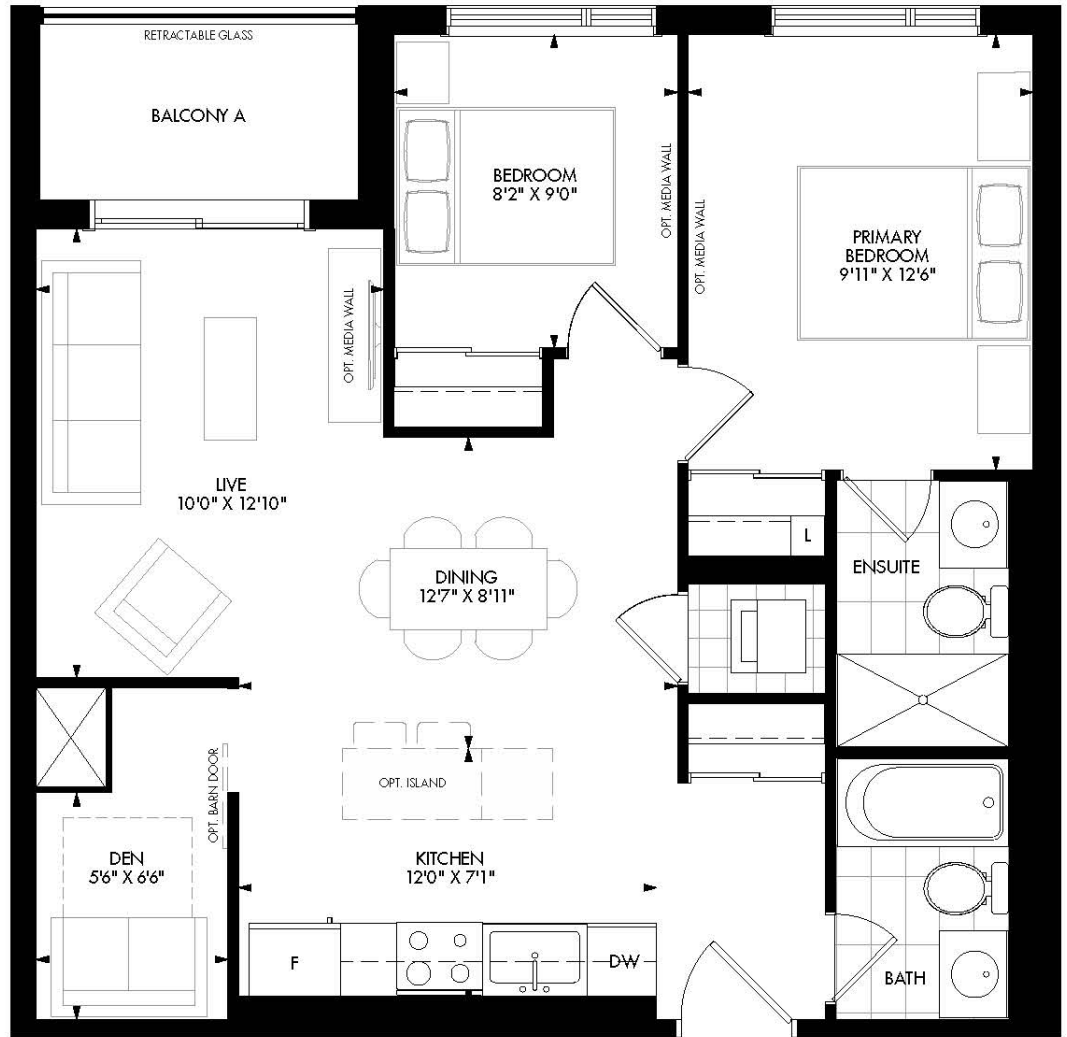 RETRACTABLE GLASS
BALCONY A
BEDROOM
8'2" X 9'0"
OPT. MEDIA WALL
OPT. MEDIA WALL
PRIMARY
BEDROOM
9'11" X 12'6"
OPT. MEDIA WALL
LIVE
10'0" X 12'10"
L
ENSUITE
DINING
12'7" X 8'11"
OPT. BARN DOOR
OPT. ISLAND
DEN
5'6" X 6'6"
KITCHEN
12'0" X 7'1"
F
DW
BATH